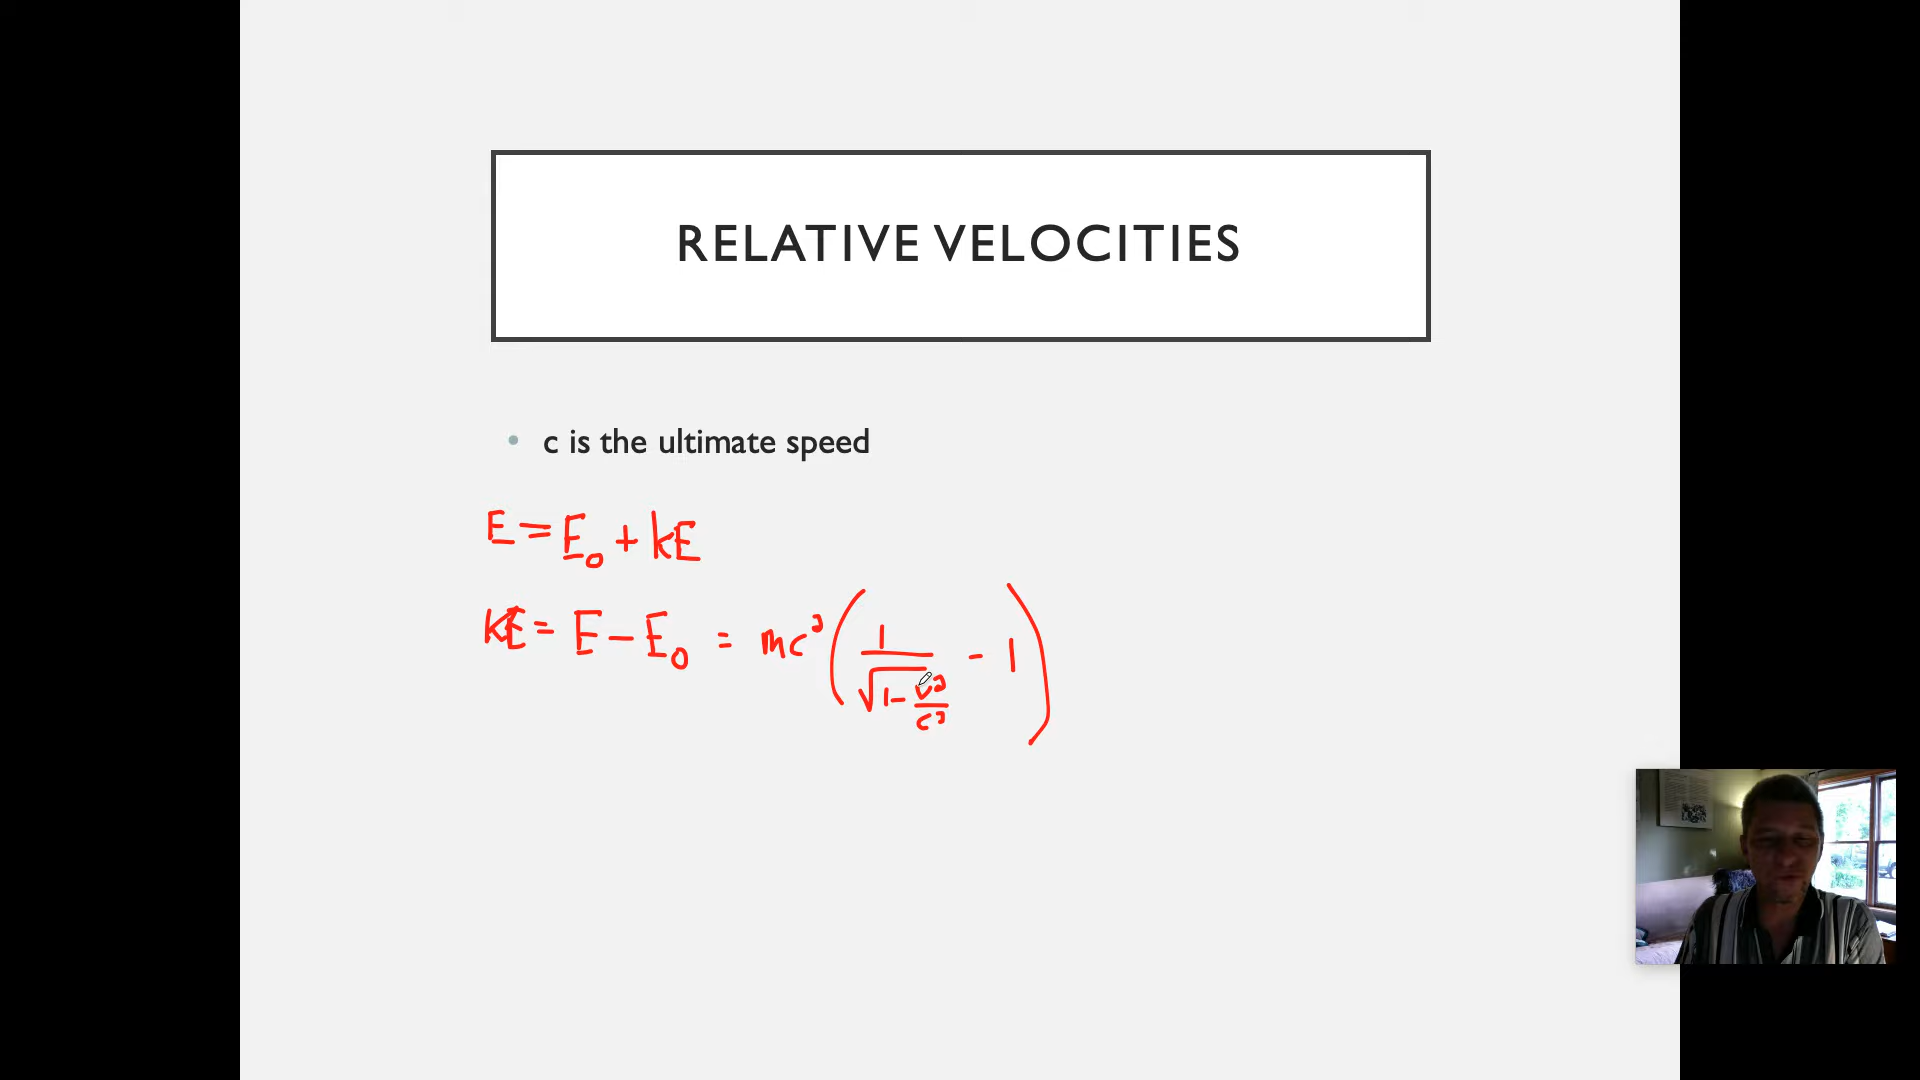 RELATIVE VELOCITIES
• c is the ultimate speed
E = E₀ + KE
KE = E − E₀ = mc² (1/√(1 − v²/c²) − 1)